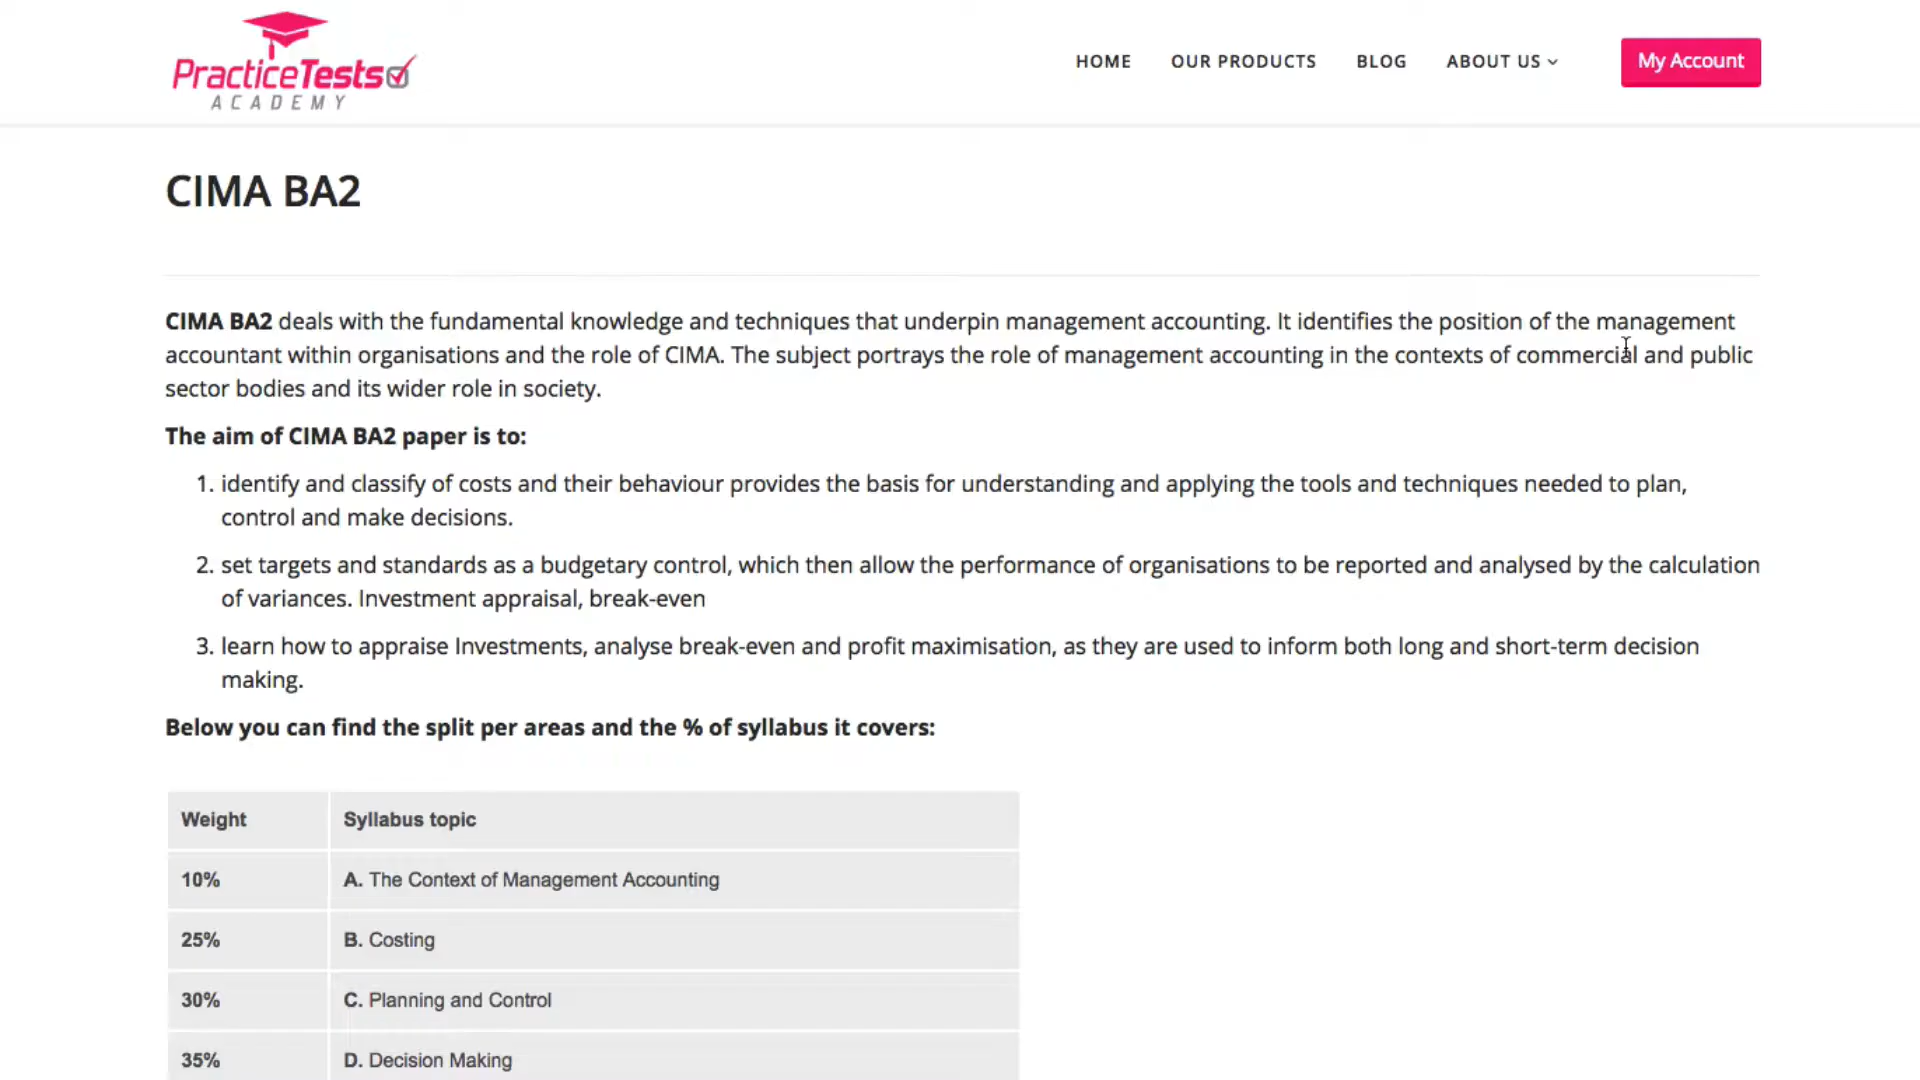 PracticeTests
ACADEMY
HOME OUR PRODUCTS BLOG ABOUT US My Account
CIMA BA2
CIMA BA2 deals with the fundamental knowledge and techniques that underpin management accounting. It identifies the position of the management
accountant within organisations and the role of CIMA. The subject portrays the role of management accounting in the contexts of commercial and public
sector bodies and its wider role in society.
The aim of CIMA BA2 paper is to:
1. identify and classify of costs and their behaviour provides the basis for understanding and applying the tools and techniques needed to plan,
control and make decisions.
2. set targets and standards as a budgetary control, which then allow the performance of organisations to be reported and analysed by the calculation
of variances. Investment appraisal, break-even
3. learn how to appraise Investments, analyse break-even and profit maximisation, as they are used to inform both long and short-term decision
making.
Below you can find the split per areas and the % of syllabus it covers:
Weight Syllabus topic
10% A. The Context of Management Accounting
25% B. Costing
30% C. Planning and Control
35% D. Decision Making